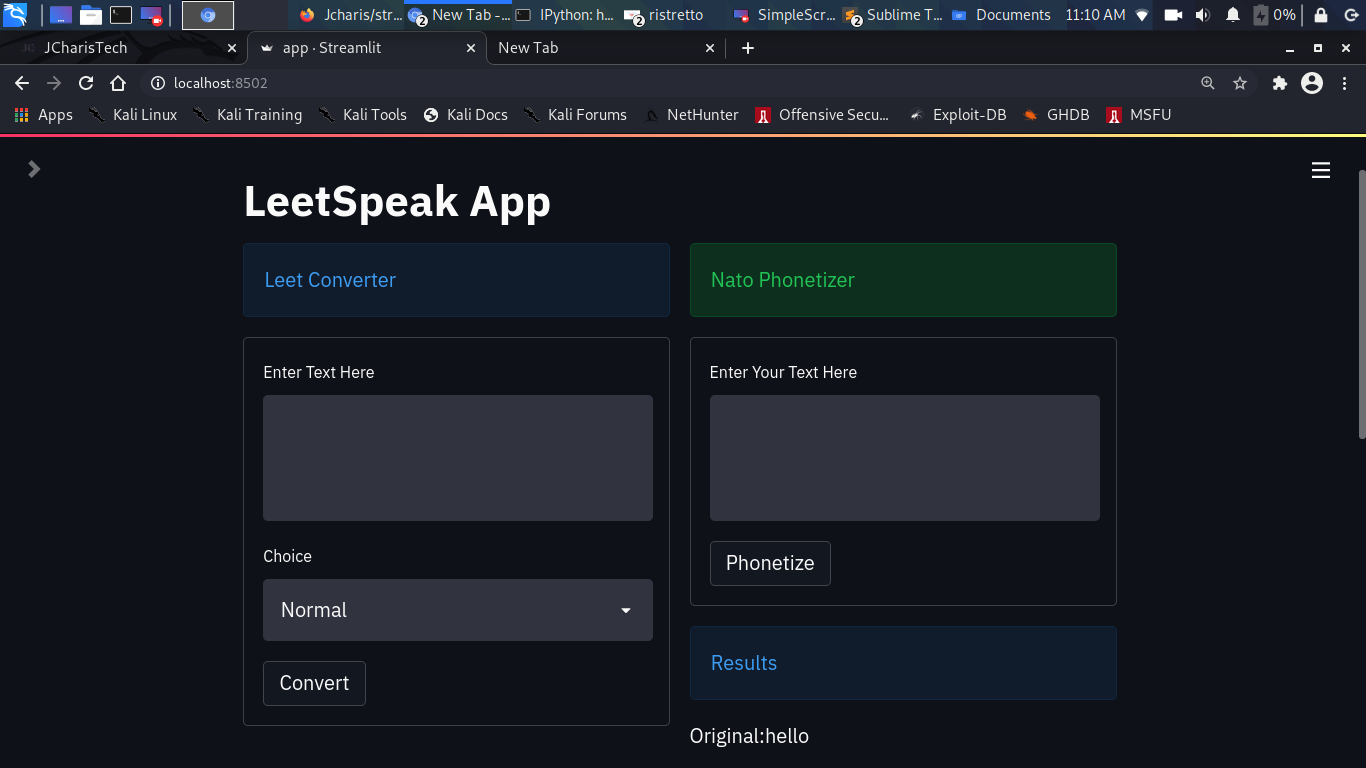 Jcharis/str...
2
New Tab -...
IPython: h...
2
ristretto
SimpleScr...
2
Sublime T...
Documents
11:10 AM
0%
JCharisTech
app · Streamlit
New Tab
localhost:8502
Apps
Kali Linux
Kali Training
Kali Tools
Kali Docs
Kali Forums
NetHunter
Offensive Secu...
Exploit-DB
GHDB
MSFU
LeetSpeak App
Leet Converter
Enter Text Here
Choice
Normal
Convert
Nato Phonetizer
Enter Your Text Here
Phonetize
Results
Original:hello